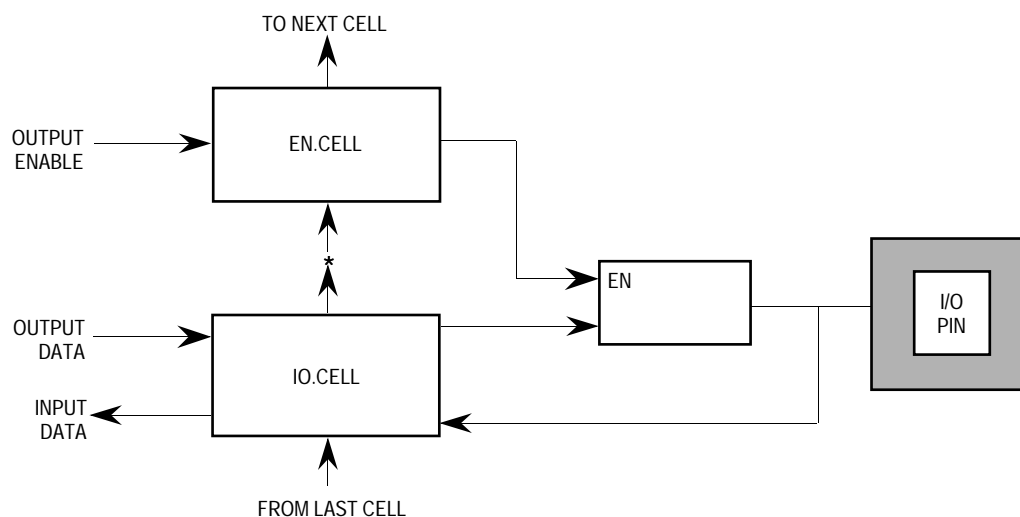 TO NEXT CELL
OUTPUT
ENABLE
EN.CELL
*
EN
I/O
PIN
OUTPUT
DATA
IO.CELL
INPUT
DATA
FROM LAST CELL